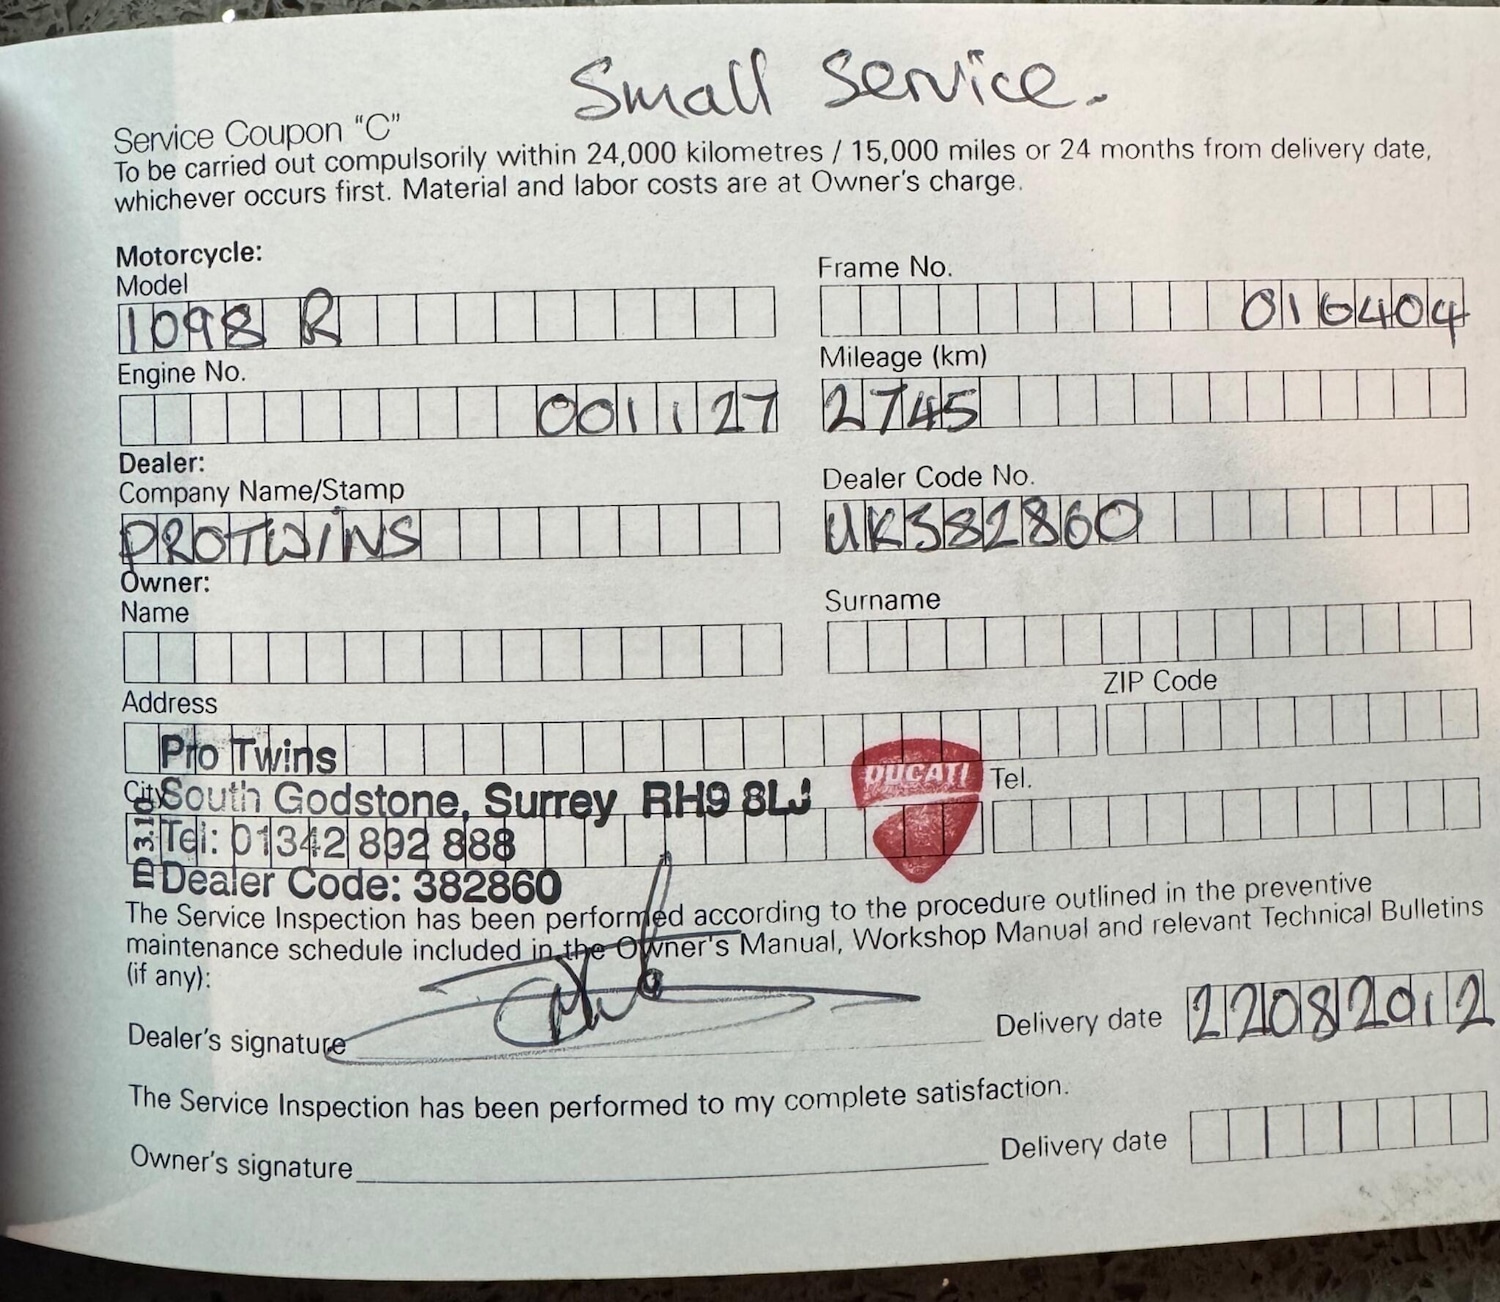 Small Service.
Service Coupon "C"
To be carried out compulsorily within 24,000 kilometres / 15,000 miles or 24 months from delivery date,
whichever occurs first. Material and labor costs are at Owner's charge.
Motorcycle:
Model
1098 R
Frame No.
016404
Engine No.
001127
Mileage (km)
2745
Dealer:
Company Name/Stamp
PROTWINS
Dealer Code No.
UK382860
Owner:
Name
Surname
Address
ZIP Code
Pro Twins
DUCATI
Tel.
City
South Godstone, Surrey RH9 8LJ
Tel: 01342 892 888
Dealer Code: 382860
The Service Inspection has been performed according to the procedure outlined in the preventive
maintenance schedule included in the Owner's Manual, Workshop Manual and relevant Technical Bulletins
(if any):
Dealer's signature
Delivery date 22082012
The Service Inspection has been performed to my complete satisfaction.
Owner's signature
Delivery date